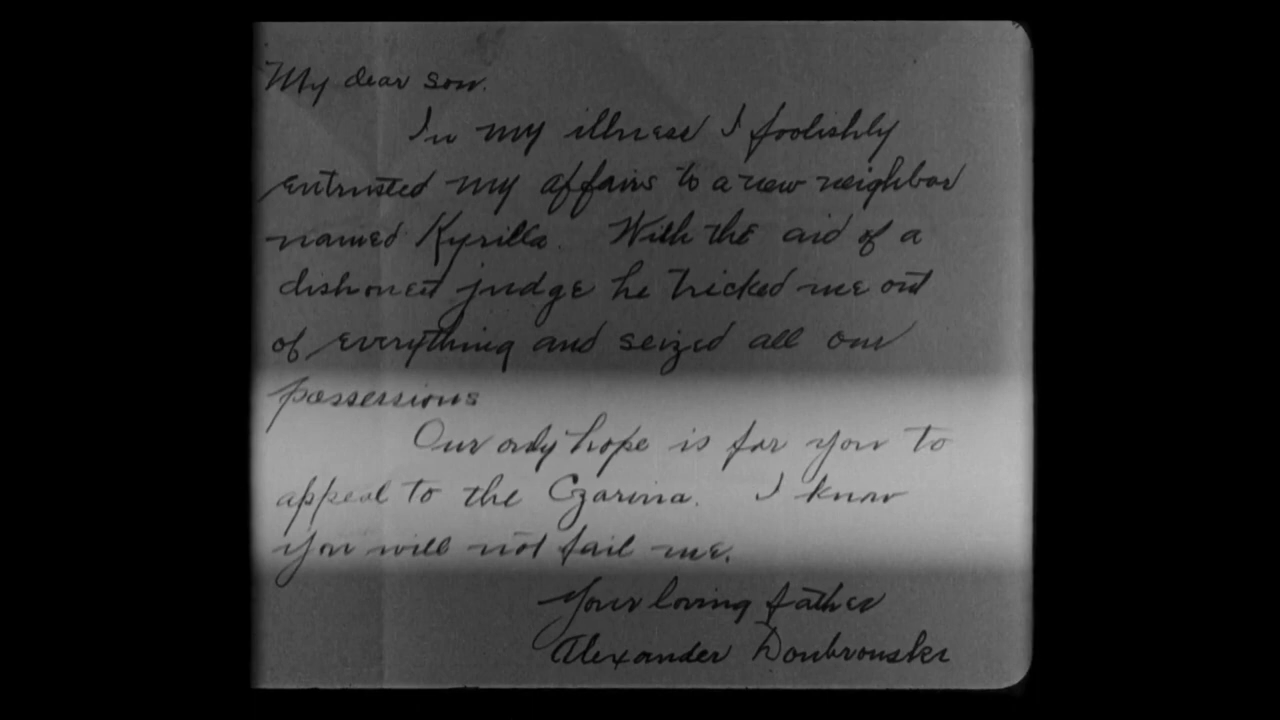 My dear son.
In my illness I foolishly
entrusted my affairs to a new neighbor
named Kyrilla. With the aid of a
dishonest judge he tricked me out
of everything and seized all our
possessions
Our only hope is for you to
appeal to the Czarina. I know
you will not fail me.
Your loving father
Alexander Doubrouski